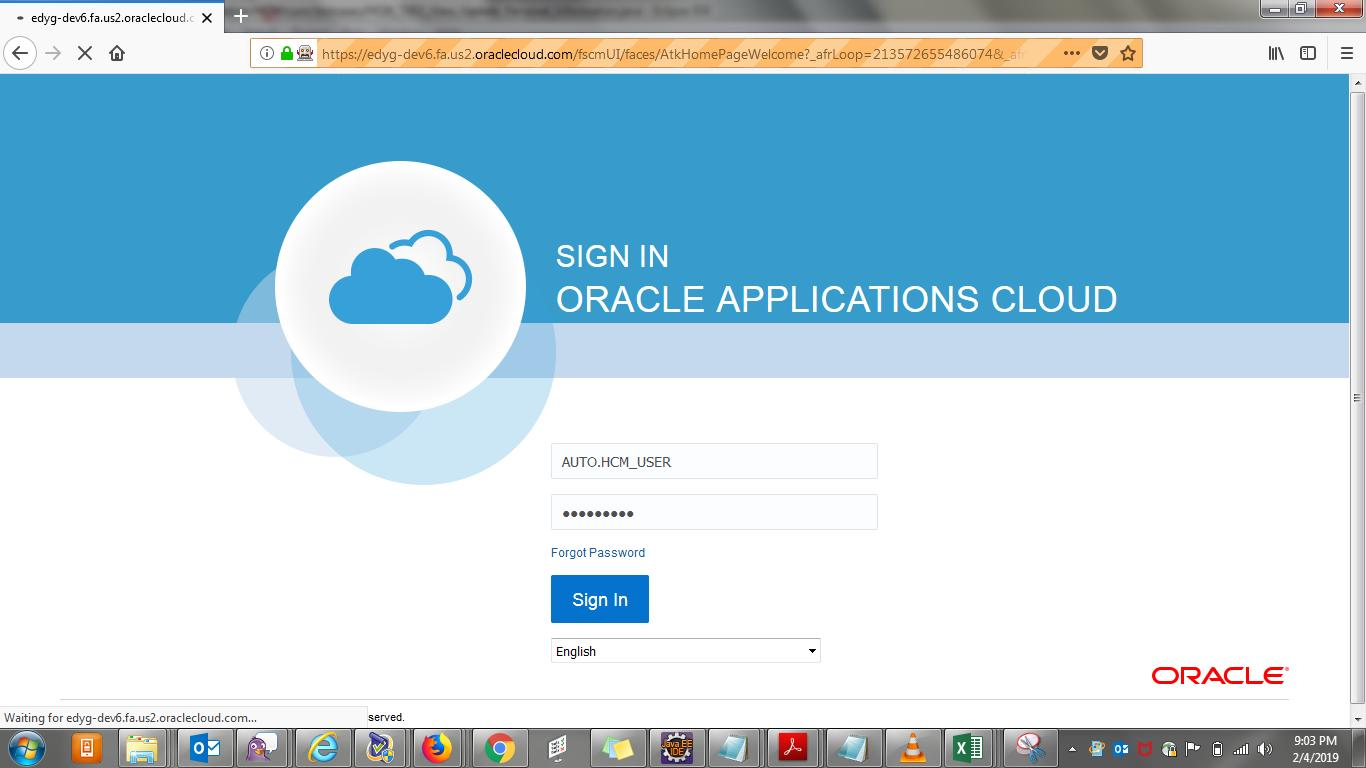 edyg-dev6.fa.us2.oraclecloud.c
https://edyg-dev6.fa.us2.oraclecloud.com/fscmUI/faces/AtkHomePageWelcome?_afrLoop=213572655486074&_af
SIGN IN
ORACLE APPLICATIONS CLOUD
AUTO.HCM_USER
Forgot Password
Sign In
English
ORACLE
Waiting for edyg-dev6.fa.us2.oraclecloud.com...
served.
Java EE
IDE
9:03 PM
2/4/2019